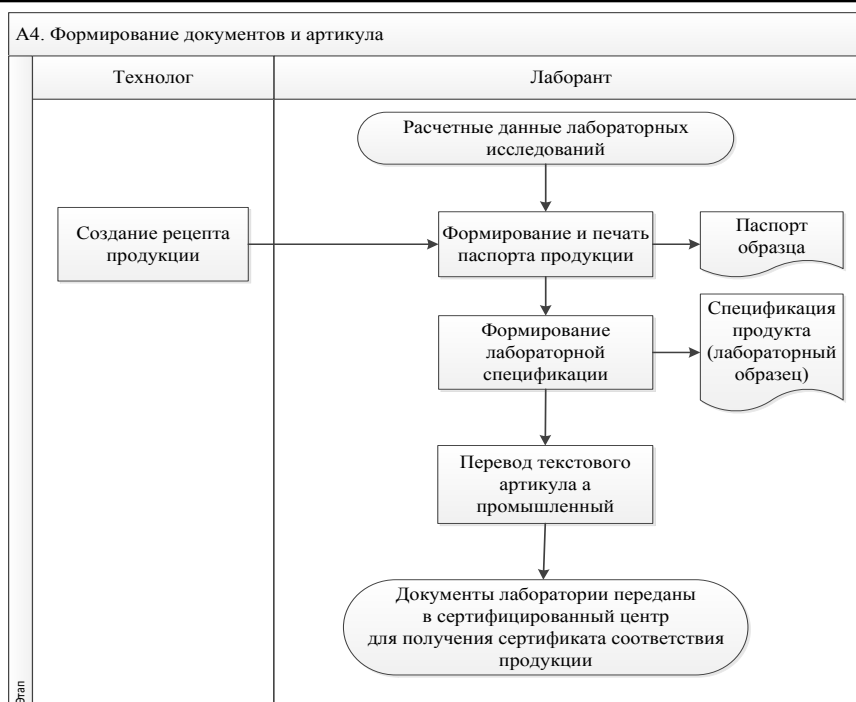 А4. Формирование документов и артикула
Технолог
Лаборант
Расчетные данные лабораторных
исследований
Создание рецепта
продукции
Формирование и печать
паспорта продукции
Паспорт
образца
Формирование
лабораторной
спецификации
Спецификация
продукта
(лабораторный
образец)
Перевод текстового
артикула а
промышленный
Документы лаборатории переданы
в сертифицированный центр
для получения сертификата соответствия
продукции
Этап